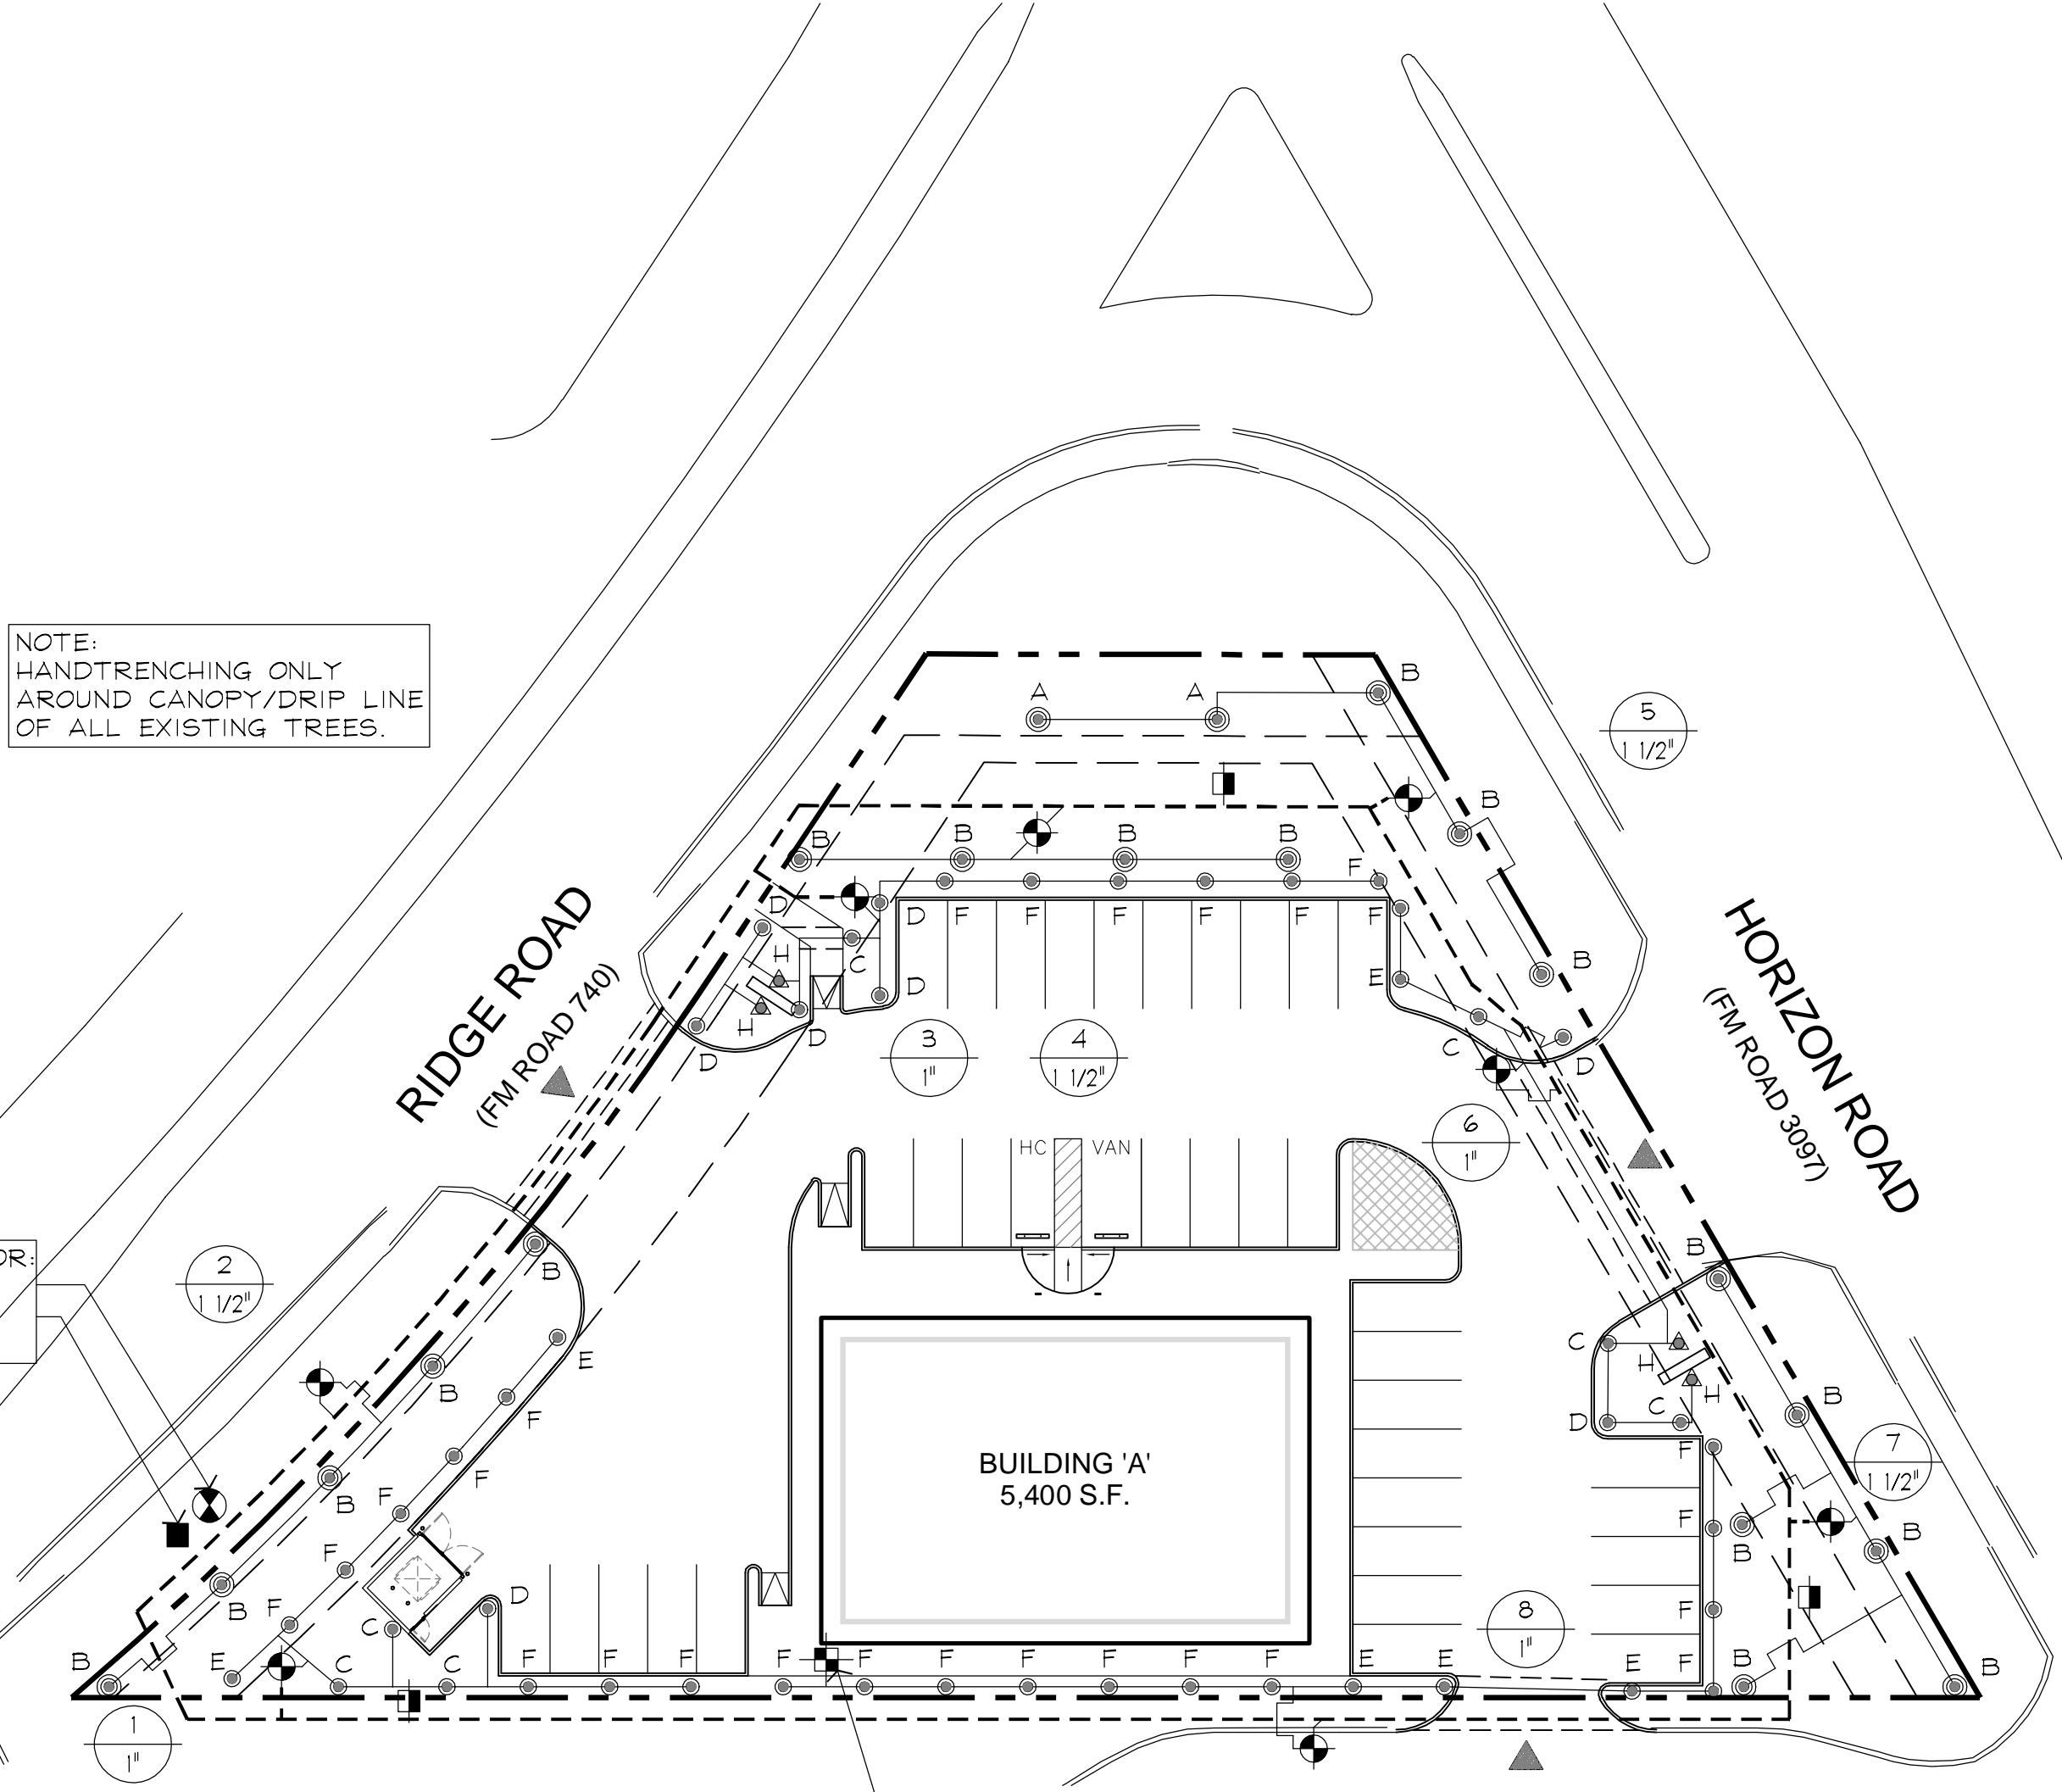 A
A
B
5
1 1/2"
NOTE:
HANDTRENCHING ONLY
AROUND CANOPY/DRIP LINE
OF ALL EXISTING TREES.
B
B
B
B
B
F
D
D
F
F
F
F
F
F
RIDGE ROAD
(FM ROAD 740)
HORIZON ROAD
(FM ROAD 3097)
H
C
D
E
B
H
D
D
C
D
3
1"
4
1 1/2"
6
1"
HC
VAN
OR:
2
1 1/2"
B
B
E
B
F
F
B
F
F
B
F
B
E
C
C
C
D
B
C
H
H
C
D
B
F
7
1 1/2"
F
B
B
F
BUILDING 'A'
5,400 S.F.
8
1"
F
F
F
F
F
F
F
F
F
F
E
E
E
F
B
B
1
1"